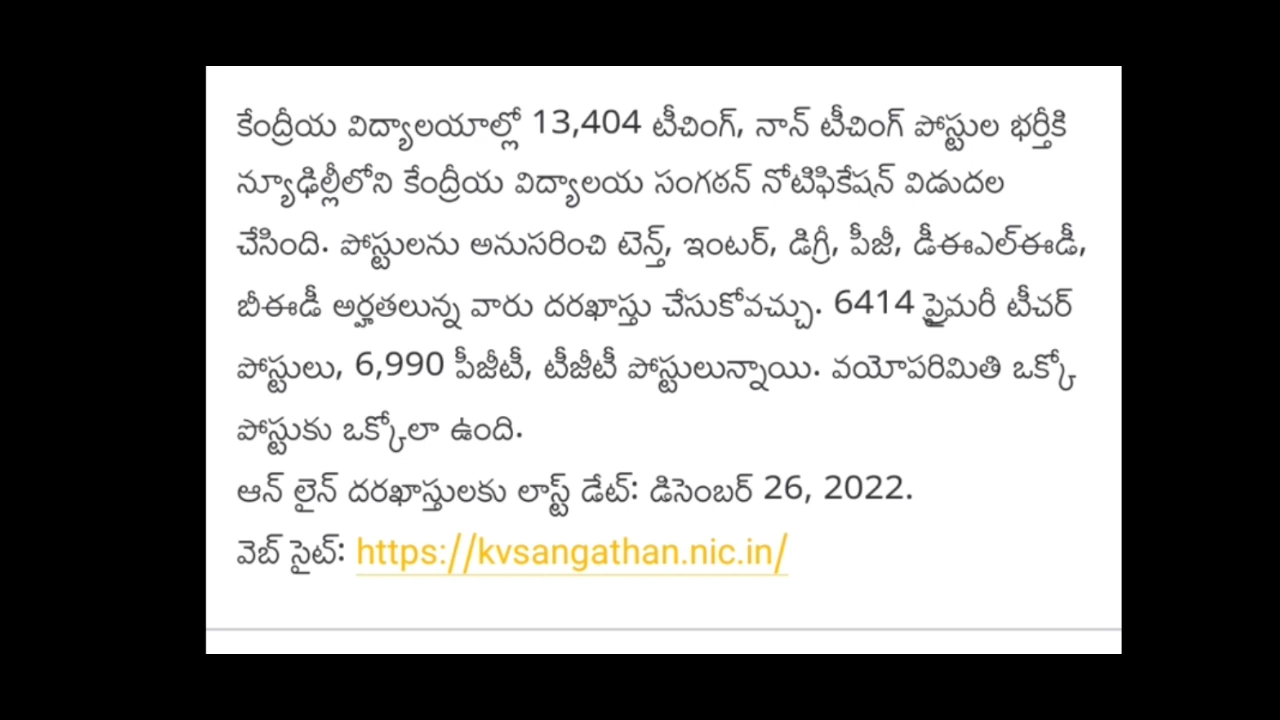 కేంద్రీయ విద్యాలయాల్లో 13,404 టీచింగ్, నాన్ టీచింగ్ పోస్టుల భర్తీకి
న్యూఢిల్లీలోని కేంద్రీయ విద్యాలయ సంగఠన్ నోటిఫికేషన్ విడుదల
చేసింది. పోస్టులను అనుసరించి టెన్త్, ఇంటర్, డిగ్రీ, పీజీ, డీఈఎల్ఈడీ,
బీఈడీ అర్హతలున్న వారు దరఖాస్తు చేసుకోవచ్చు. 6414 ప్రైమరీ టీచర్
పోస్టులు, 6,990 పీజీటీ, టీజీటీ పోస్టులున్నాయి. వయోపరిమితి ఒక్కో
పోస్టుకు ఒక్కోలా ఉంది.
ఆన్ లైన్ దరఖాస్తులకు లాస్ట్ డేట్: డిసెంబర్ 26, 2022.
వెబ్ సైట్: https://kvsangathan.nic.in/